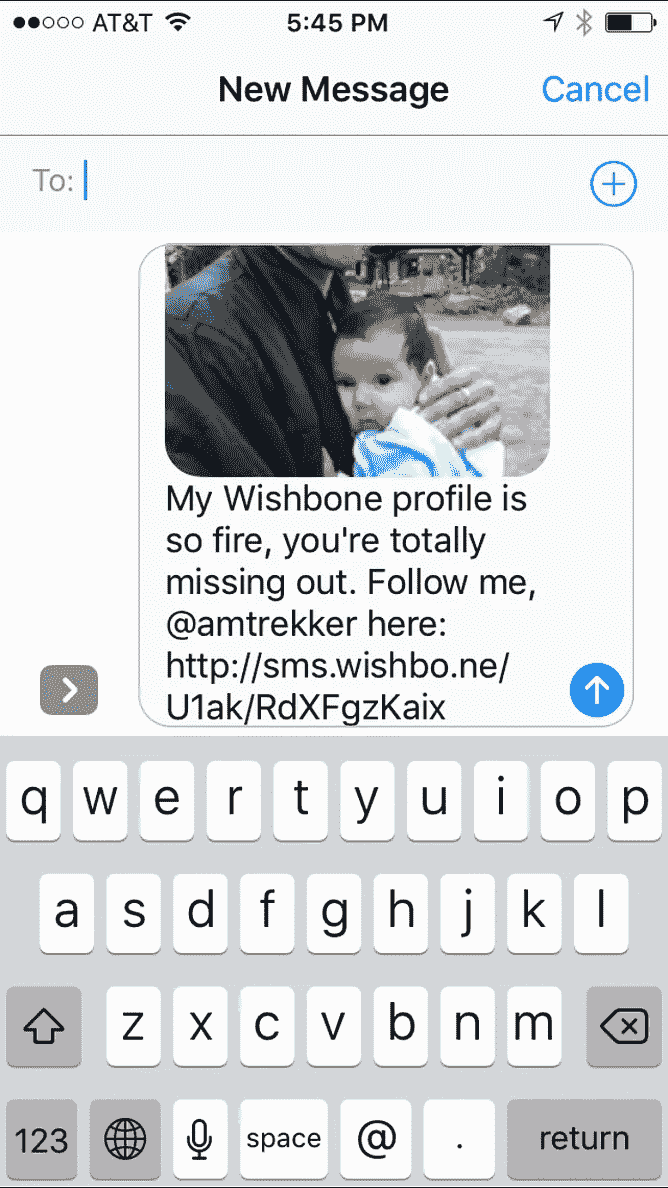 AT&T 5:45 PM
New Message Cancel
To:
My Wishbone profile is
so fire, you're totally
missing out. Follow me,
@amtrekker here:
http://sms.wishbo.ne/
U1ak/RdXFgzKaix
q w e r t y u i o p
a s d f g h j k l
z x c v b n m
123 space @ . return